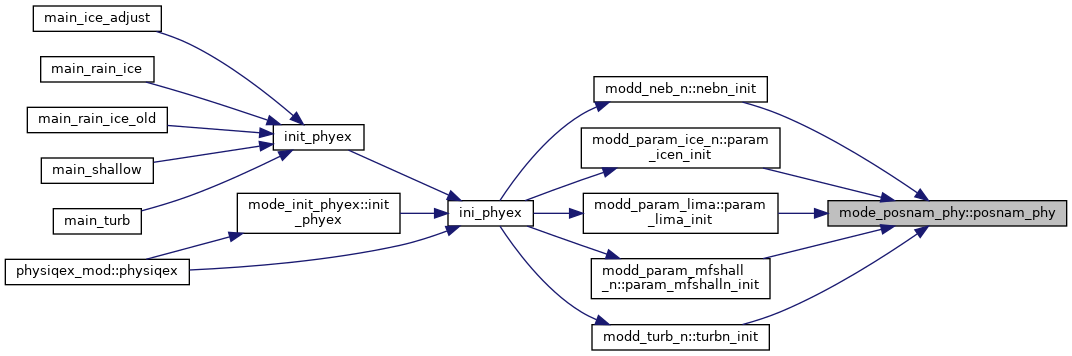 main_ice_adjust
main_rain_ice
main_rain_ice_old
main_shallow
main_turb
physiqex_mod::physiqex
init_phyex
mode_init_phyex::init
_phyex
ini_phyex
modd_neb_n::nebn_init
modd_param_ice_n::param
_icen_init
modd_param_lima::param
_lima_init
modd_param_mfshall
_n::param_mfshalln_init
modd_turb_n::turbn_init
mode_posnam_phy::posnam_phy